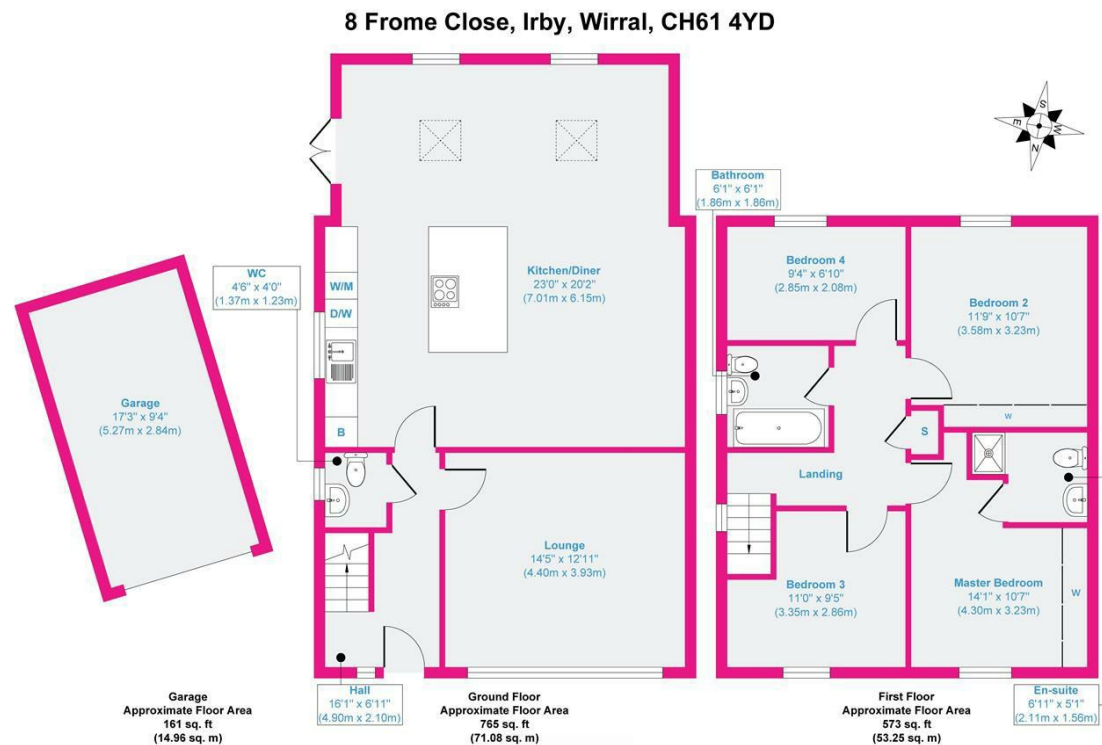 8 Frome Close, Irby, Wirral, CH61 4YD
S
E
W
N
Bathroom
6'1" x 6'1"
(1.86m x 1.86m)
WC
4'6" x 4'0"
(1.37m x 1.23m)
W/M
D/W
B
Kitchen/Diner
23'0" x 20'2"
(7.01m x 6.15m)
Bedroom 4
9'4" x 6'10"
(2.85m x 2.08m)
Bedroom 2
11'9" x 10'7"
(3.58m x 3.23m)
W
S
Garage
17'3" x 9'4"
(5.27m x 2.84m)
Landing
Lounge
14'5" x 12'11"
(4.40m x 3.93m)
Bedroom 3
11'0" x 9'5"
(3.35m x 2.86m)
Master Bedroom
14'1" x 10'7"
(4.30m x 3.23m)
W
Hall
16'1" x 6'11"
(4.90m x 2.10m)
En-suite
6'11" x 5'1"
(2.11m x 1.56m)
Garage
Approximate Floor Area
161 sq. ft
(14.96 sq. m)
Ground Floor
Approximate Floor Area
765 sq. ft
(71.08 sq. m)
First Floor
Approximate Floor Area
573 sq. ft
(53.25 sq. m)